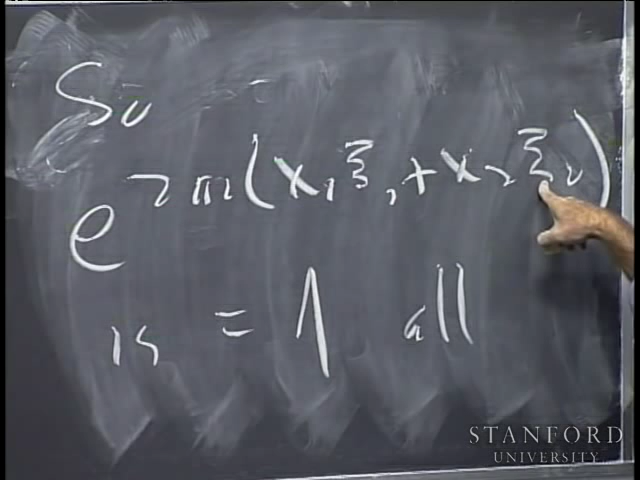 So
e^{2πi(x₁ξ₁+x₂ξ₂)}
is = 1 all
STANFORD
UNIVERSITY